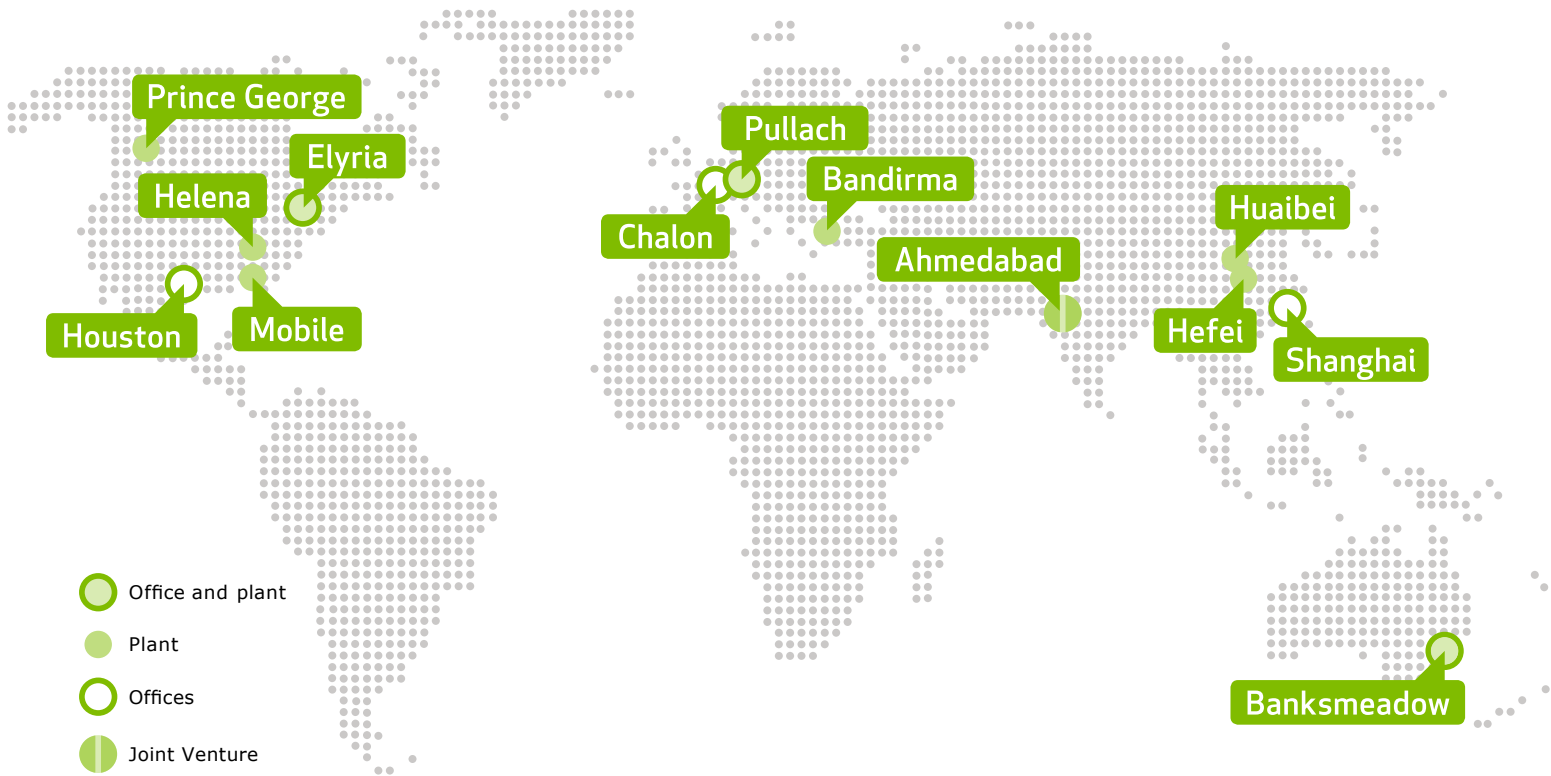 Prince George
Elyria
Helena
Houston
Mobile
Pullach
Chalon
Bandirma
Ahmedabad
Huaibei
Hefei
Shanghai
Banksmeadow
Office and plant
Plant
Offices
Joint Venture